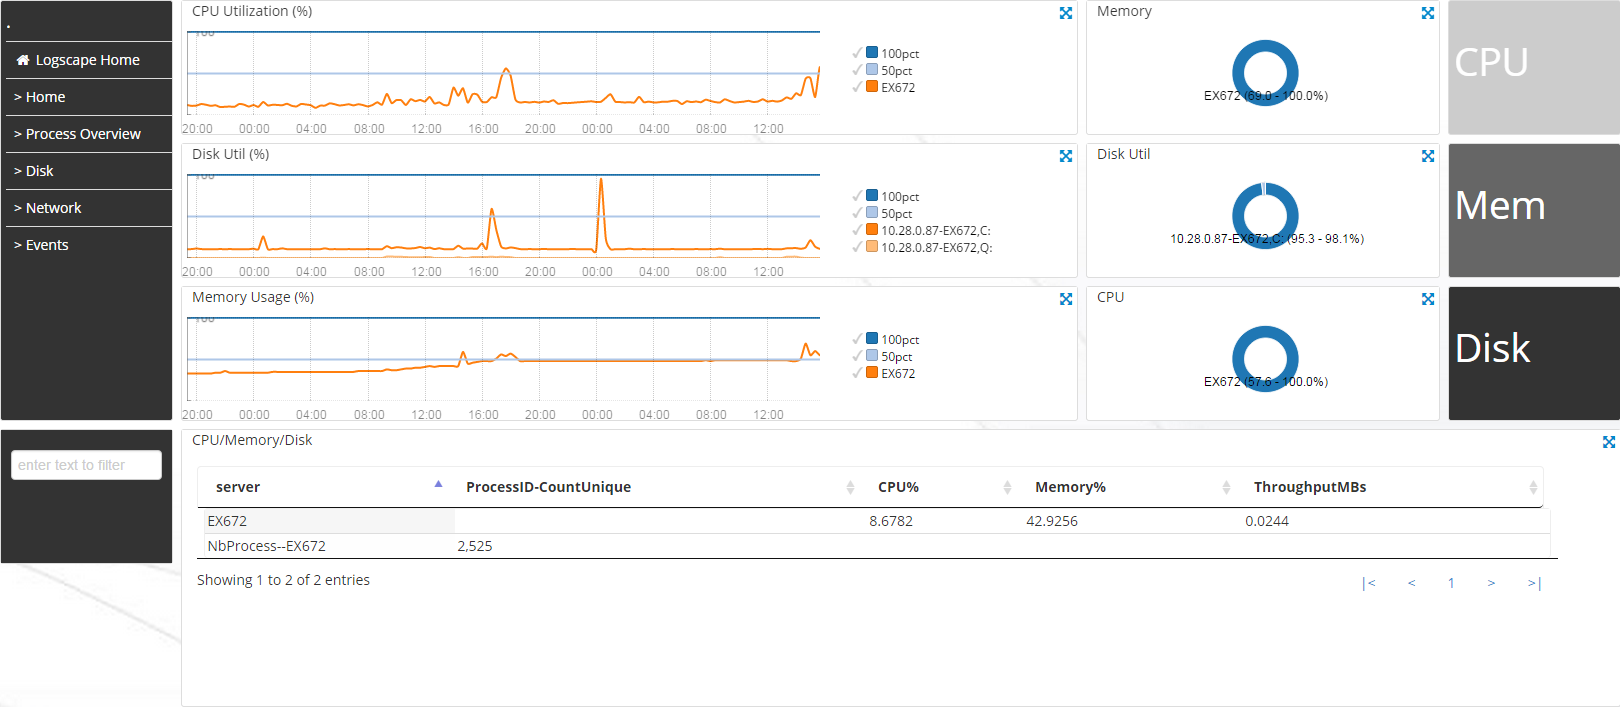 .
Logscape Home
> Home
> Process Overview
> Disk
> Network
> Events
enter text to filter
CPU Utilization (%)
100
20:00 00:00 04:00 08:00 12:00 16:00 20:00 00:00 04:00 08:00 12:00
100pct
50pct
EX672
Memory
EX672 (69.0 - 100.0%)
CPU
Disk Util (%)
100
20:00 00:00 04:00 08:00 12:00 16:00 20:00 00:00 04:00 08:00 12:00
100pct
50pct
10.28.0.87-EX672,C:
10.28.0.87-EX672,Q:
Disk Util
10.28.0.87-EX672,C: (95.3 - 98.1%)
Mem
Memory Usage (%)
100
20:00 00:00 04:00 08:00 12:00 16:00 20:00 00:00 04:00 08:00 12:00
100pct
50pct
EX672
CPU
EX672 (57.6 - 100.0%)
Disk
CPU/Memory/Disk
server ProcessID-CountUnique CPU% Memory% ThroughputMBs
EX672 8.6782 42.9256 0.0244
NbProcess--EX672 2,525
Showing 1 to 2 of 2 entries
|< < 1 > >|